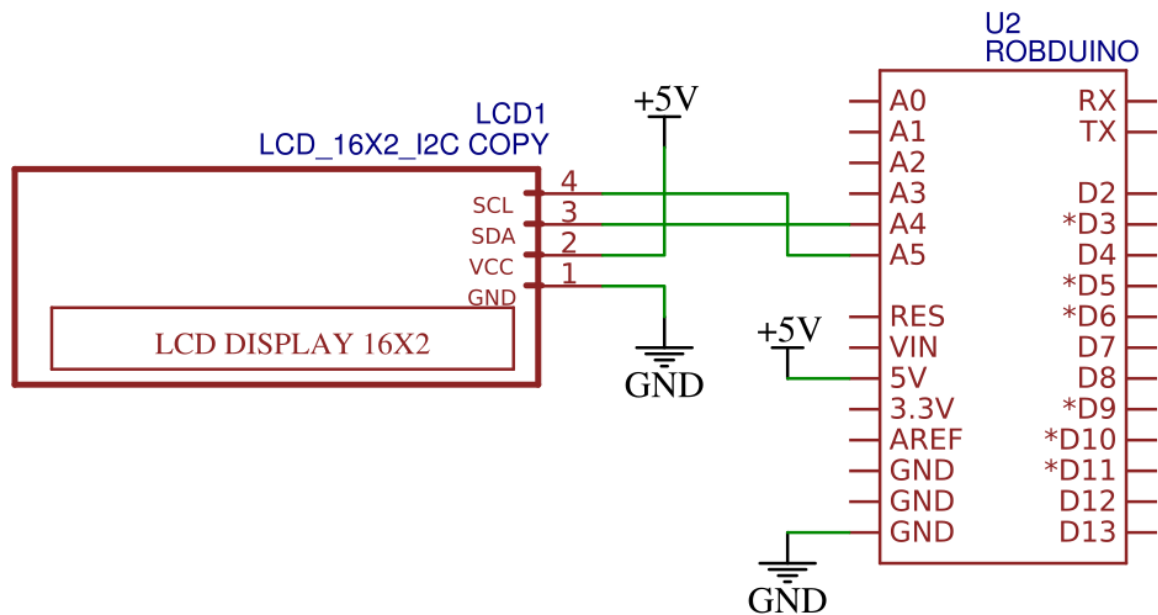 LCD1
LCD_16X2_I2C COPY
4
SCL
3
SDA
2
VCC
1
GND
LCD DISPLAY 16X2
+5V
GND
+5V
GND
U2
ROBDUINO
A0 RX
A1 TX
A2
A3 D2
A4 *D3
A5 D4
*D5
RES *D6
VIN D7
5V D8
3.3V *D9
AREF *D10
GND *D11
GND D12
GND D13